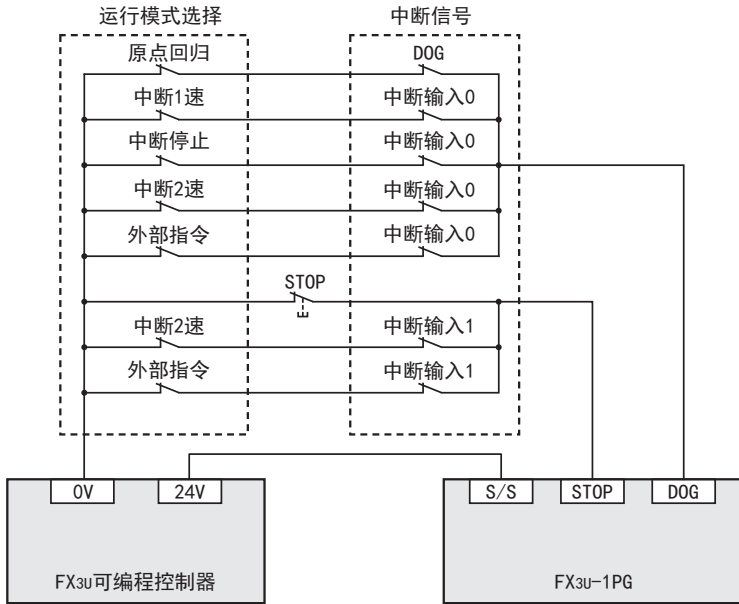 运行模式选择 中断信号
原点回归 DOG
中断1速 中断输入0
中断停止 中断输入0
中断2速 中断输入0
外部指令 中断输入0
STOP
中断2速 中断输入1
外部指令 中断输入1
0V 24V S/S STOP DOG
FX3U可编程控制器 FX3U-1PG